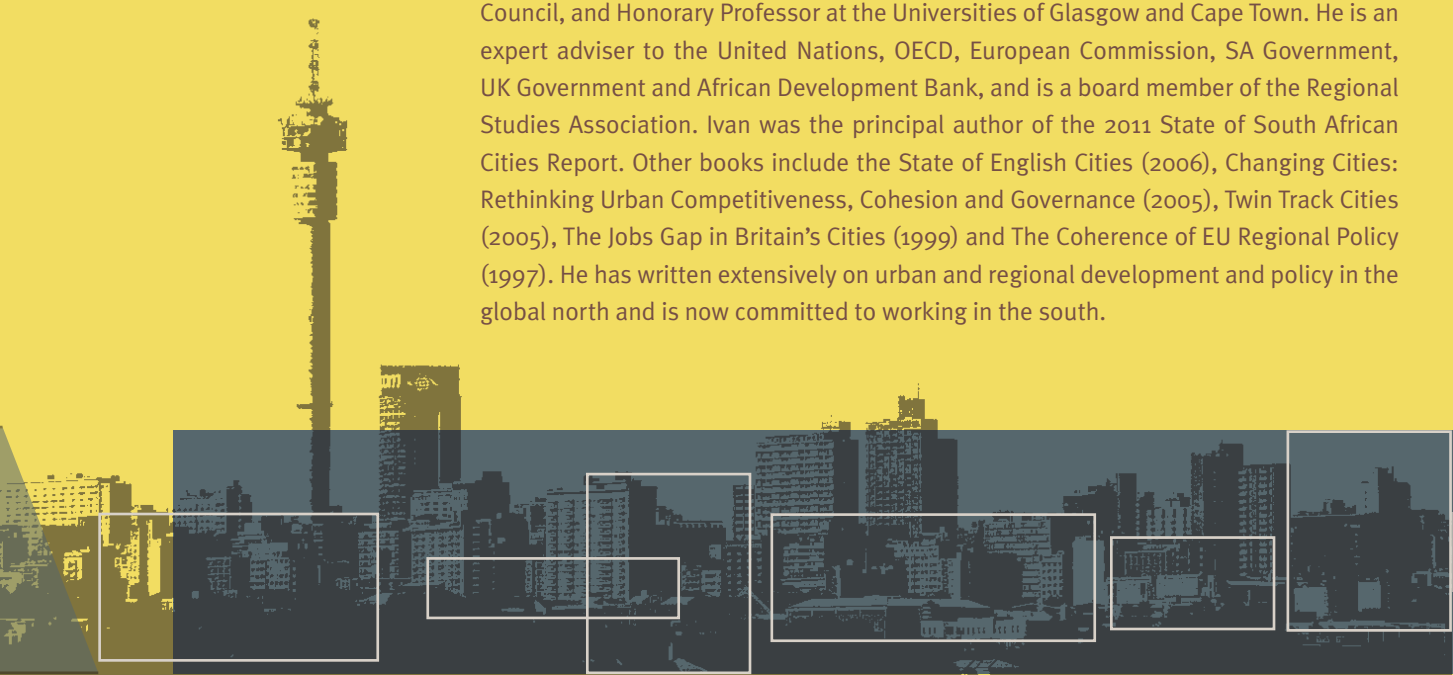 Council, and Honorary Professor at the Universities of Glasgow and Cape Town. He is an
expert adviser to the United Nations, OECD, European Commission, SA Government,
UK Government and African Development Bank, and is a board member of the Regional
Studies Association. Ivan was the principal author of the 2011 State of South African
Cities Report. Other books include the State of English Cities (2006), Changing Cities:
Rethinking Urban Competitiveness, Cohesion and Governance (2005), Twin Track Cities
(2005), The Jobs Gap in Britain’s Cities (1999) and The Coherence of EU Regional Policy
(1997). He has written extensively on urban and regional development and policy in the
global north and is now committed to working in the south.